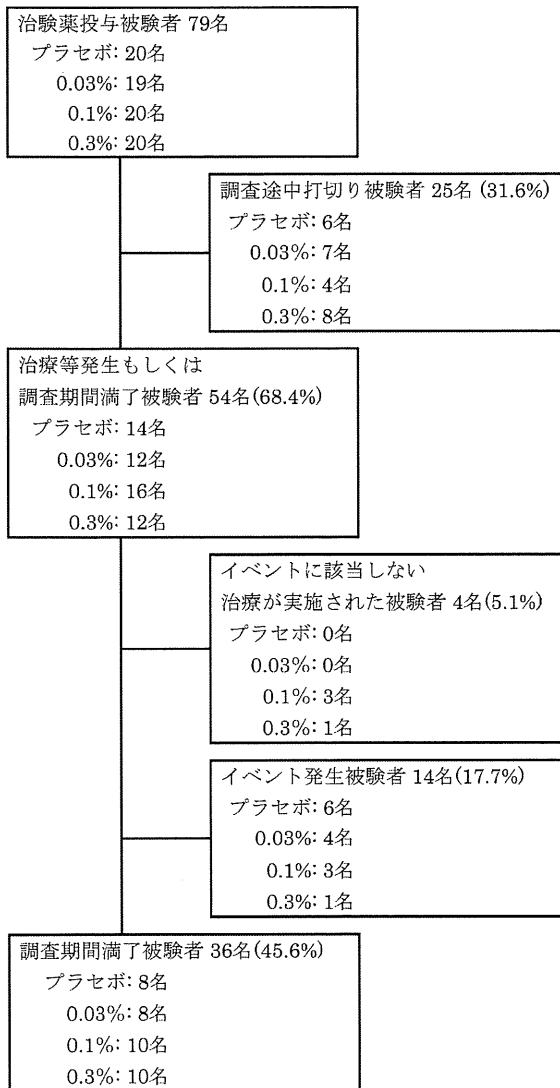 治験薬投与被験者 79名
プラセボ: 20名
0.03%: 19名
0.1%: 20名
0.3%: 20名
調査途中打切り被験者 25名 (31.6%)
プラセボ: 6名
0.03%: 7名
0.1%: 4名
0.3%: 8名
治療等発生もしくは
調査期間満了被験者 54名(68.4%)
プラセボ: 14名
0.03%: 12名
0.1%: 16名
0.3%: 12名
イベントに該当しない
治療が実施された被験者 4名(5.1%)
プラセボ: 0名
0.03%: 0名
0.1%: 3名
0.3%: 1名
イベント発生被験者 14名(17.7%)
プラセボ: 6名
0.03%: 4名
0.1%: 3名
0.3%: 1名
調査期間満了被験者 36名(45.6%)
プラセボ: 8名
0.03%: 8名
0.1%: 10名
0.3%: 10名